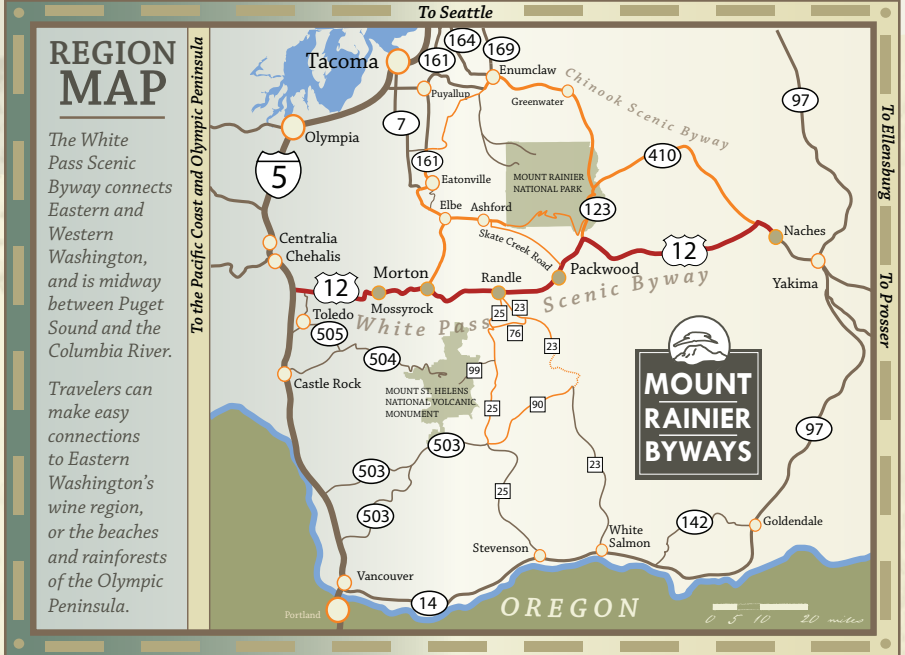 To Seattle
REGION
MAP
The White
Pass Scenic
Byway connects
Eastern and
Western
Washington,
and is midway
between Puget
Sound and the
Columbia River.
Travelers can
make easy
connections
to Eastern
Washington's
wine region,
or the beaches
and rainforests
of the Olympic
Peninsula.
To the Pacific Coast and Olympic Peninsula
To Ellensburg
To Prosser
164
169
161
Tacoma
Enumclaw
Chinook Scenic Byway
Puyallup
Greenwater
97
7
Olympia
5
161
410
MOUNT RAINIER
NATIONAL PARK
Eatonville
Elbe
Ashford
123
Skate Creek Road
Naches
12
Centralia
Chehalis
Packwood
Yakima
Morton
Randle
12
Mossyrock
White Pass
Scenic Byway
Toledo
505
25
23
76
23
504
99
Castle Rock
MOUNT ST. HELENS
NATIONAL VOLCANIC
MONUMENT
25
90
MOUNT
RAINIER
BYWAYS
97
503
503
23
25
503
142
Goldendale
White
Salmon
Stevenson
Vancouver
14
Portland
OREGON
0 5 10 20 miles